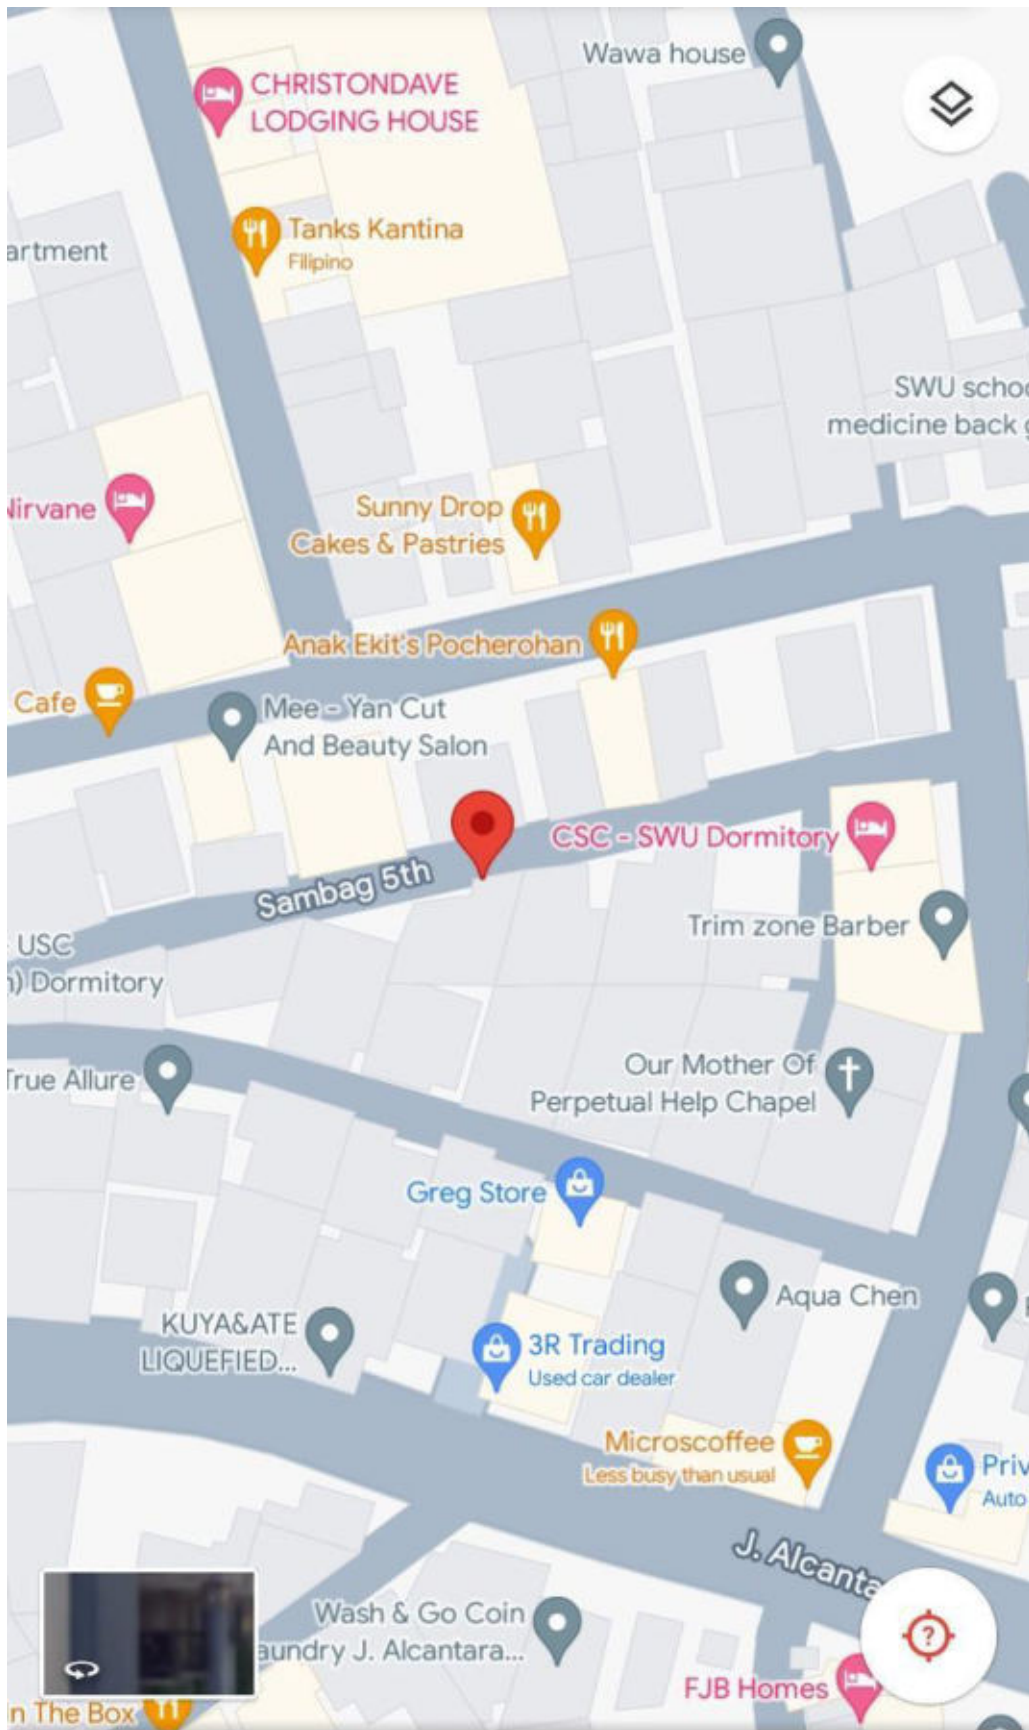 Wawa house
CHRISTONDAVE
LODGING HOUSE
Tanks Kantina
Filipino
artment
SWU schoo
medicine back g
Nirvane
Sunny Drop
Cakes & Pastries
Anak Ekit's Pocherohan
Cafe
Mee - Yan Cut
And Beauty Salon
CSC - SWU Dormitory
Sambag 5th
Trim zone Barber
USC
) Dormitory
True Allure
Our Mother Of
Perpetual Help Chapel
Greg Store
Aqua Chen
KUYA&ATE
LIQUEFIED...
3R Trading
Used car dealer
Microscoffee
Less busy than usual
Priv
Auto
J. Alcanta
Wash & Go Coin
aundry J. Alcantara...
FJB Homes
n The Box
?